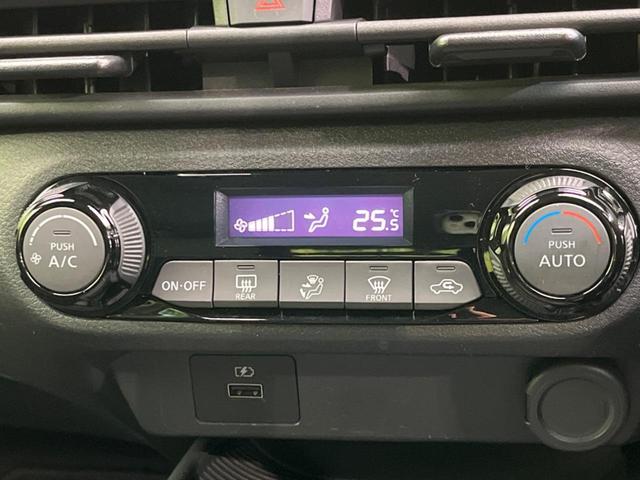 PUSH
A/C
25.5°C
PUSH
AUTO
ON·OFF
REAR
FRONT